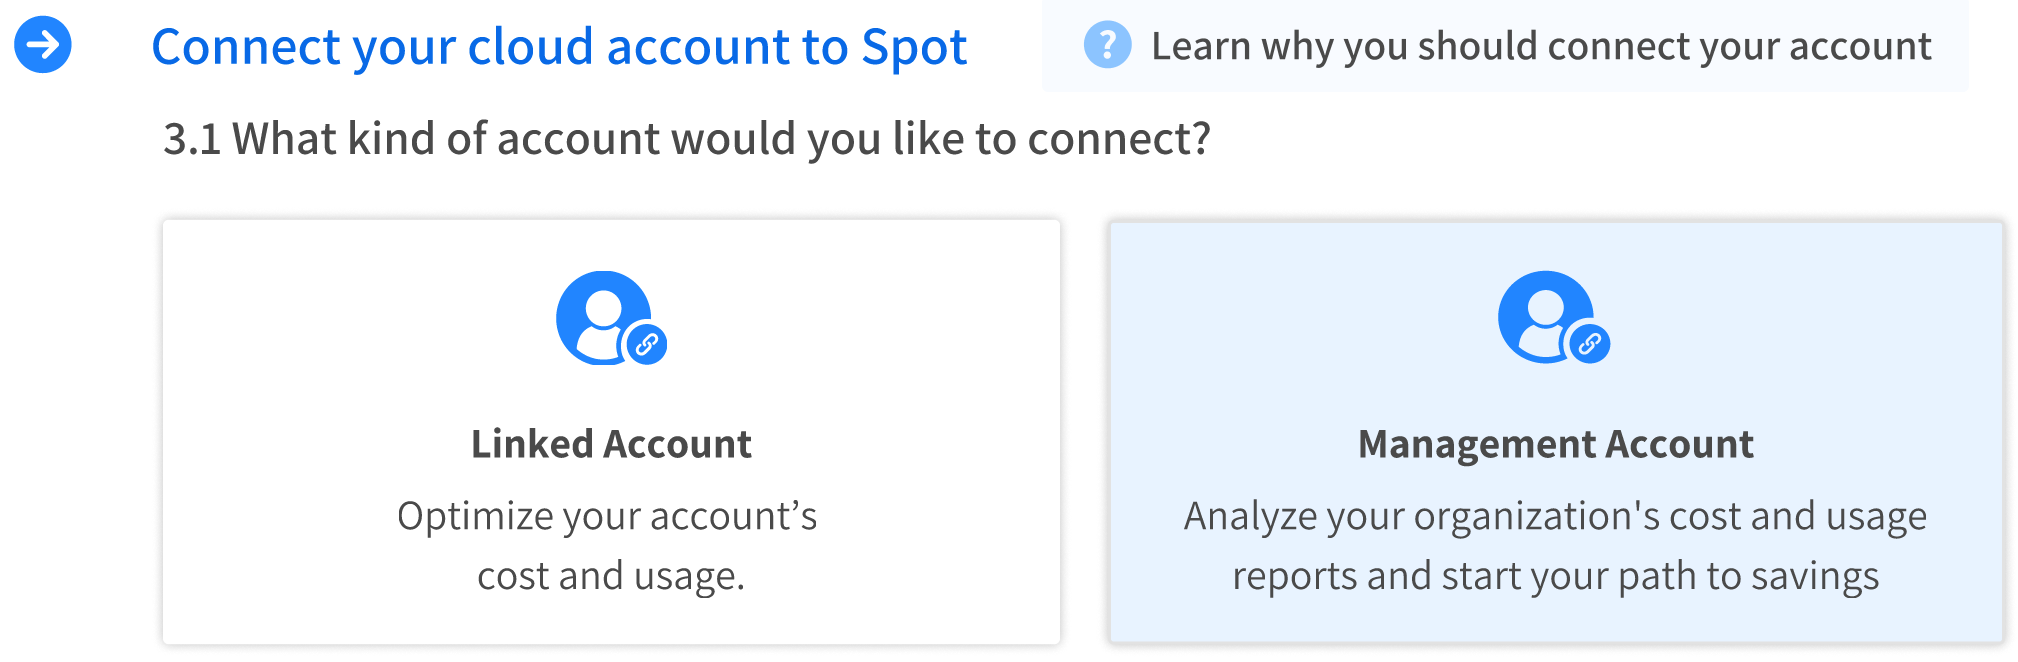 Connect your cloud account to Spot
? Learn why you should connect your account
3.1 What kind of account would you like to connect?
Linked Account
Optimize your account’s
cost and usage.
Management Account
Analyze your organization's cost and usage
reports and start your path to savings